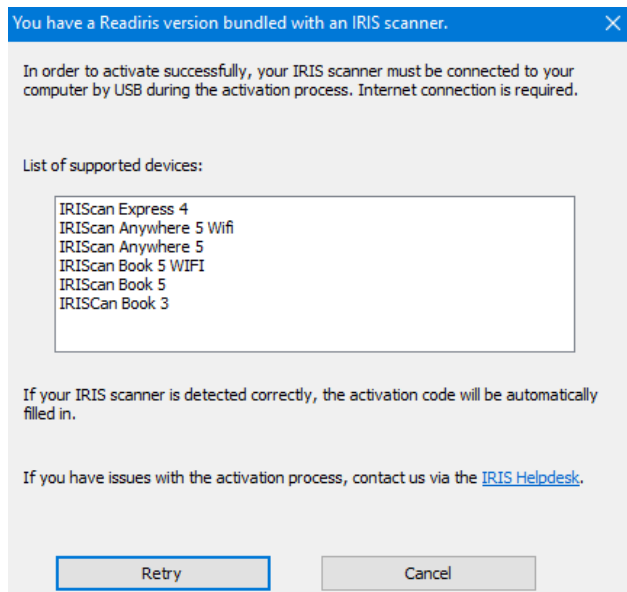 You have a Readiris version bundled with an IRIS scanner.
In order to activate successfully, your IRIS scanner must be connected to your
computer by USB during the activation process. Internet connection is required.
List of supported devices:
IRIScan Express 4
IRIScan Anywhere 5 Wifi
IRIScan Anywhere 5
IRIScan Book 5 WIFI
IRIScan Book 5
IRISCan Book 3
If your IRIS scanner is detected correctly, the activation code will be automatically
filled in.
If you have issues with the activation process, contact us via the IRIS Helpdesk.
Retry
Cancel